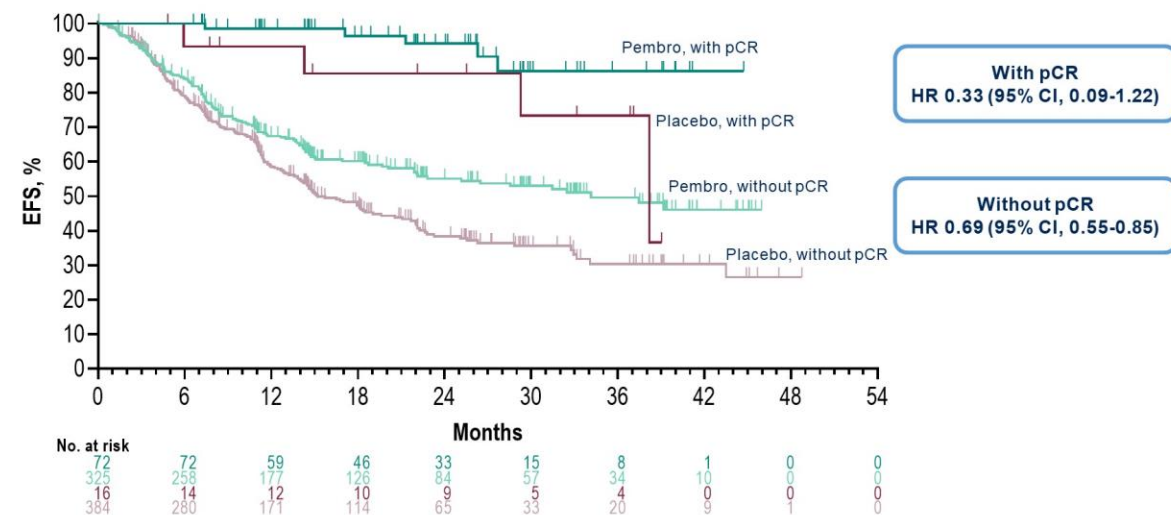 100
90
80
70
60
50
40
30
20
10
0
EFS, %
Pembro, with pCR
Placebo, with pCR
Pembro, without pCR
Placebo, without pCR
With pCR
HR 0.33 (95% CI, 0.09-1.22)
Without pCR
HR 0.69 (95% CI, 0.55-0.85)
0 6 12 18 24 30 36 42 48 54
Months
No. at risk
72 72 59 46 33 15 8 1 0 0
325 258 177 126 84 57 34 10 0 0
16 14 12 10 9 5 4 0 0 0
384 280 171 114 65 33 20 9 1 0